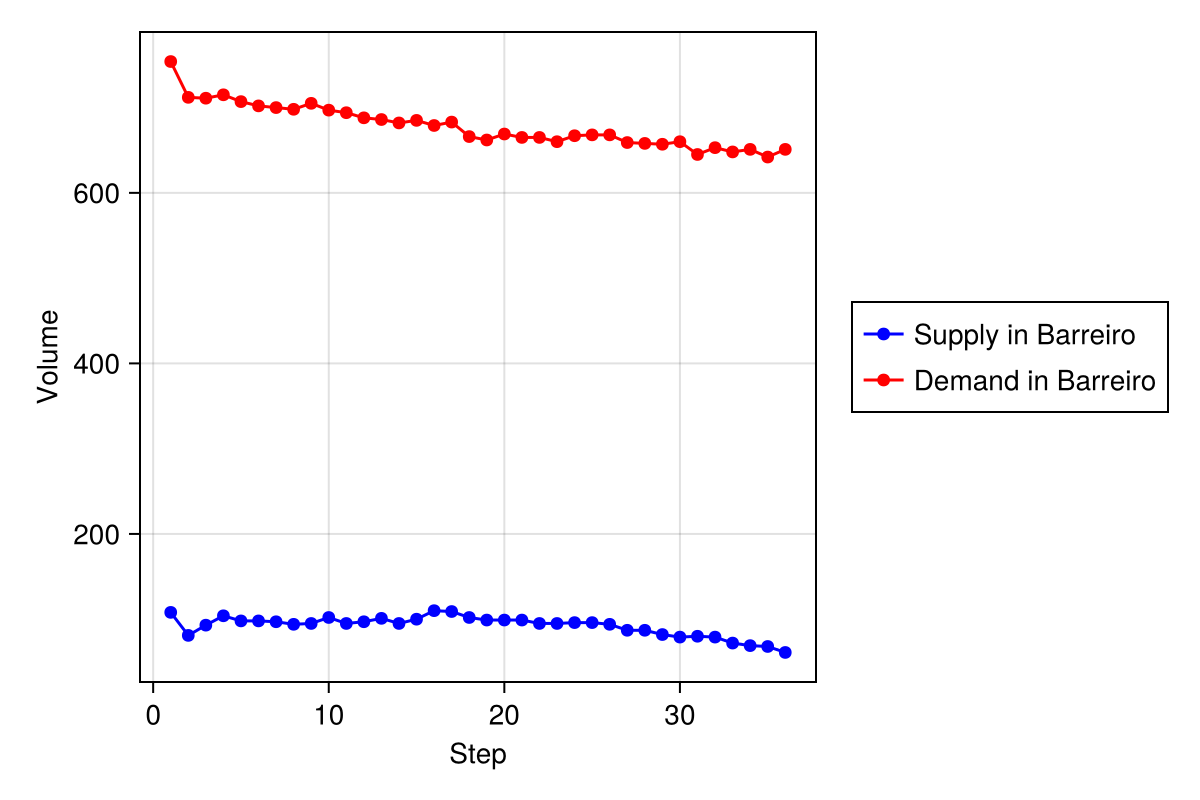 600
400
200
Volume
0 10 20 30
Step
Supply in Barreiro
Demand in Barreiro